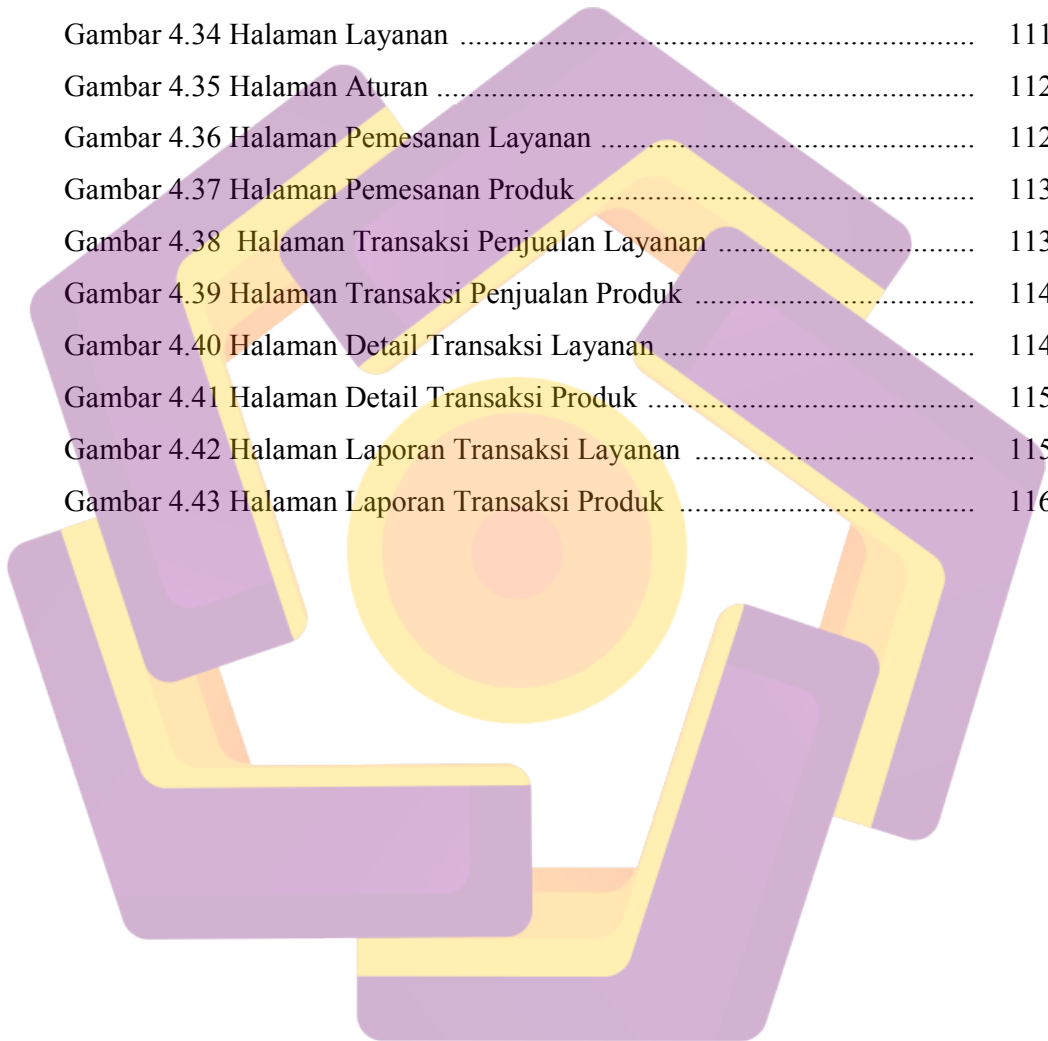 Gambar 4.34 Halaman Layanan ........................................................................ 111
Gambar 4.35 Halaman Aturan ........................................................................... 112
Gambar 4.36 Halaman Pemesanan Layanan .................................................... 112
Gambar 4.37 Halaman Pemesanan Produk ...................................................... 113
Gambar 4.38  Halaman Transaksi Penjualan Layanan .................................... 113
Gambar 4.39 Halaman Transaksi Penjualan Produk ....................................... 114
Gambar 4.40 Halaman Detail Transaksi Layanan ............................................ 114
Gambar 4.41 Halaman Detail Transaksi Produk .............................................. 115
Gambar 4.42 Halaman Laporan Transaksi Layanan ....................................... 115
Gambar 4.43 Halaman Laporan Transaksi Produk ......................................... 116